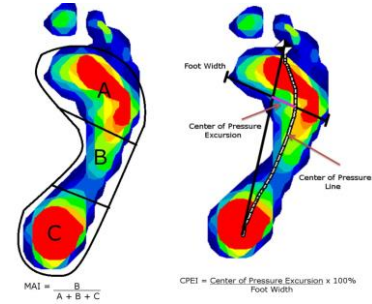 A
B
C
MAI = B
A + B + C
Foot Width
Center of Pressure
Excursion
Center of Pressure
Line
CPEI = Center of Pressure Excursion x 100%
Foot Width